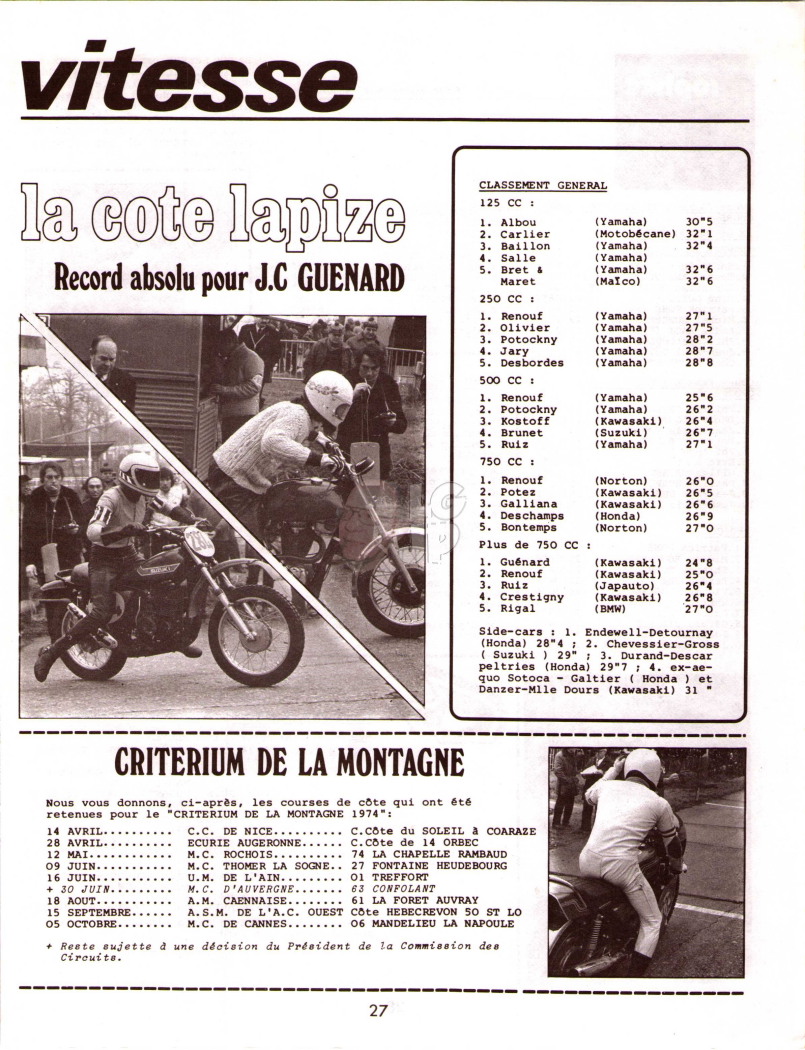 vitesse
la cote lapize
Record absolu pour J.C GUENARD
CLASSEMENT GENERAL
125 CC :
1. Albou (Yamaha) 30"5
2. Carlier (Motobécane) 32"1
3. Baillon (Yamaha) 32"4
4. Salle (Yamaha)
5. Bret & (Yamaha) 32"6
Maret (Maïco) 32"6
250 CC :
1. Renouf (Yamaha) 27"1
2. Olivier (Yamaha) 27"5
3. Potockny (Yamaha) 28"2
4. Jary (Yamaha) 28"7
5. Desbordes (Yamaha) 28"8
500 CC :
1. Renouf (Yamaha) 25"6
2. Potockny (Yamaha) 26"2
3. Kostoff (Kawasaki) 26"4
4. Brunet (Suzuki) 26"7
5. Ruiz (Yamaha) 27"1
750 CC :
1. Renouf (Norton) 26"0
2. Potez (Kawasaki) 26"5
3. Galliana (Kawasaki) 26"6
4. Deschamps (Honda) 26"9
5. Bontemps (Norton) 27"0
Plus de 750 CC :
1. Guénard (Kawasaki) 24"8
2. Renouf (Kawasaki) 25"0
3. Ruiz (Japauto) 26"4
4. Crestigny (Kawasaki) 26"8
5. Rigal (BMW) 27"0
Side-cars : 1. Endewell-Detournay
(Honda) 28"4 ; 2. Chevessier-Gross
( Suzuki ) 29" ; 3. Durand-Descar
peltries (Honda) 29"7 ; 4. ex-ae-
quo Sotoca - Galtier ( Honda ) et
Danzer-Mlle Dours (Kawasaki) 31 "
SUZUKI
CRITERIUM DE LA MONTAGNE
Nous vous donnons, ci-après, les courses de côte qui ont été
retenues pour le "CRITERIUM DE LA MONTAGNE 1974":
14 AVRIL.......... C.C. DE NICE.......... C.Côte du SOLEIL à COARAZE
28 AVRIL.......... ECURIE AUGERONNE...... C.Côte de 14 ORBEC
12 MAI............ M.C. ROCHOIS.......... 74 LA CHAPELLE RAMBAUD
09 JUIN........... M.C. THOMER LA SOGNE.. 27 FONTAINE HEUDEBOURG
16 JUIN........... U.M. DE L'AIN......... 01 TREFFORT
+ 30 JUIN......... M.C. D'AUVERGNE....... 63 CONFOLANT
18 AOUT........... A.M. CAENNAISE........ 61 LA FORET AUVRAY
15 SEPTEMBRE...... A.S.M. DE L'A.C. OUEST Côte HEBECREVON 50 ST LO
05 OCTOBRE........ M.C. DE CANNES........ 06 MANDELIEU LA NAPOULE
+ Reste sujette à une décision du Président de la Commission des
Circuits.
27